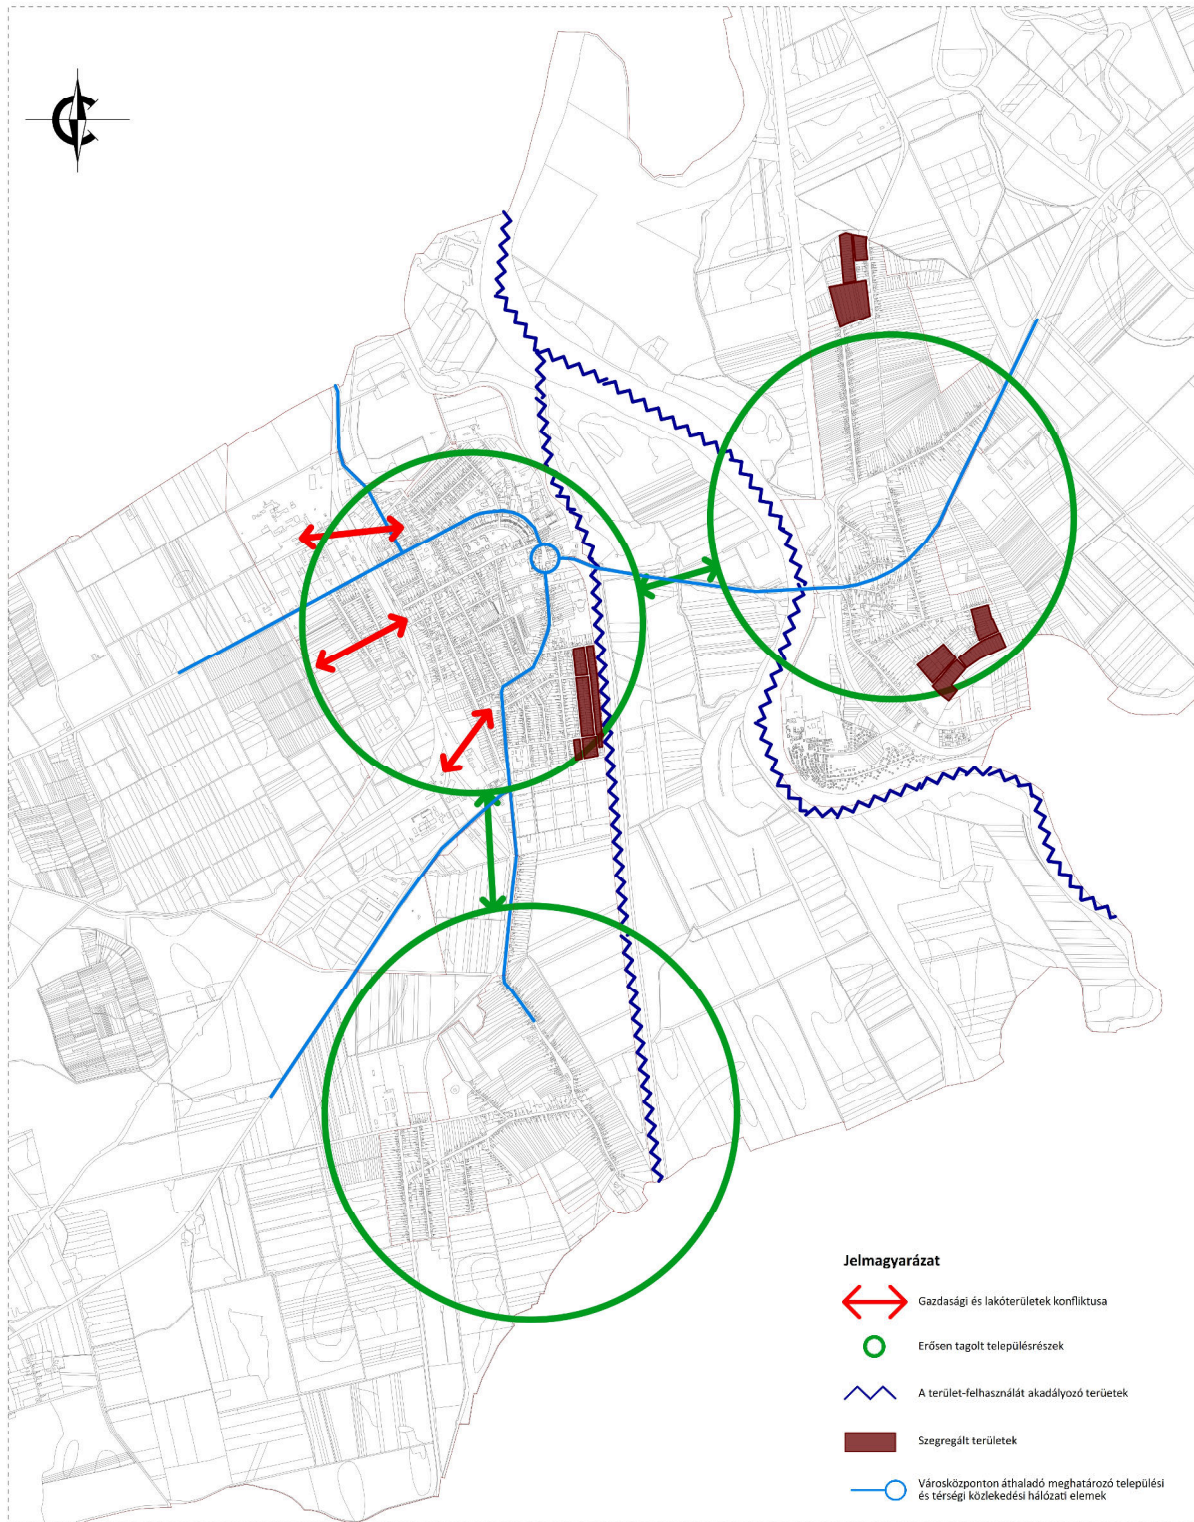 Jelmagyarázat
Gazdasági és lakóterületek konfliktusa
Erősen tagolt településrészek
A terület-felhasználát akadályozó terüetek
Szegregált területek
Városközponton áthaladó meghatározó települési
és térségi közlekedési hálózati elemek